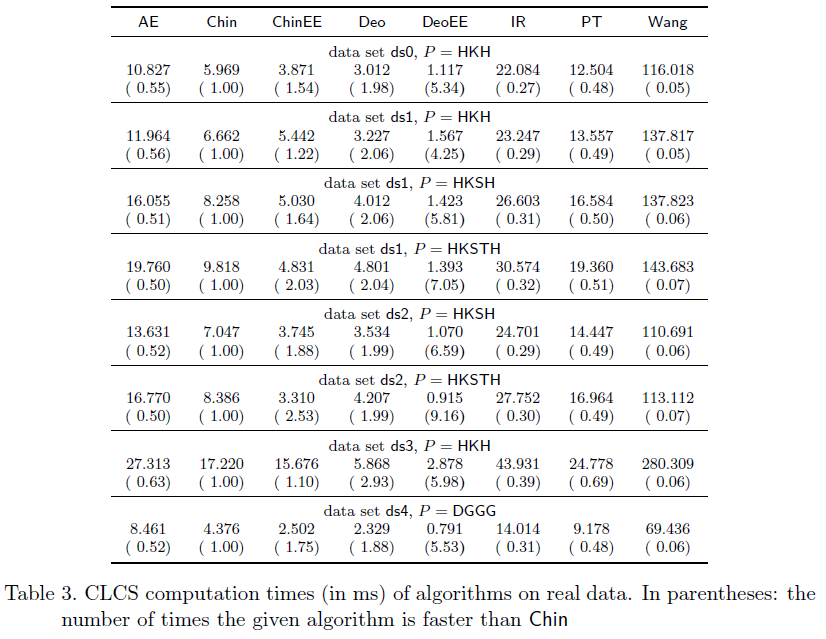 AE Chin ChinEE Deo DeoEE IR PT Wang
data set ds0, P = HKH
10.827 5.969 3.871 3.012 1.117 22.084 12.504 116.018
( 0.55) ( 1.00) ( 1.54) ( 1.98) (5.34) ( 0.27) ( 0.48) ( 0.05)
data set ds1, P = HKH
11.964 6.662 5.442 3.227 1.567 23.247 13.557 137.817
( 0.56) ( 1.00) ( 1.22) ( 2.06) (4.25) ( 0.29) ( 0.49) ( 0.05)
data set ds1, P = HKSH
16.055 8.258 5.030 4.012 1.423 26.603 16.584 137.823
( 0.51) ( 1.00) ( 1.64) ( 2.06) (5.81) ( 0.31) ( 0.50) ( 0.06)
data set ds1, P = HKSTH
19.760 9.818 4.831 4.801 1.393 30.574 19.360 143.683
( 0.50) ( 1.00) ( 2.03) ( 2.04) (7.05) ( 0.32) ( 0.51) ( 0.07)
data set ds2, P = HKSH
13.631 7.047 3.745 3.534 1.070 24.701 14.447 110.691
( 0.52) ( 1.00) ( 1.88) ( 1.99) (6.59) ( 0.29) ( 0.49) ( 0.06)
data set ds2, P = HKSTH
16.770 8.386 3.310 4.207 0.915 27.752 16.964 113.112
( 0.50) ( 1.00) ( 2.53) ( 1.99) (9.16) ( 0.30) ( 0.49) ( 0.07)
data set ds3, P = HKH
27.313 17.220 15.676 5.868 2.878 43.931 24.778 280.309
( 0.63) ( 1.00) ( 1.10) ( 2.93) (5.98) ( 0.39) ( 0.69) ( 0.06)
data set ds4, P = DGGG
8.461 4.376 2.502 2.329 0.791 14.014 9.178 69.436
( 0.52) ( 1.00) ( 1.75) ( 1.88) (5.53) ( 0.31) ( 0.48) ( 0.06)
Table 3. CLCS computation times (in ms) of algorithms on real data. In parentheses: the
number of times the given algorithm is faster than Chin